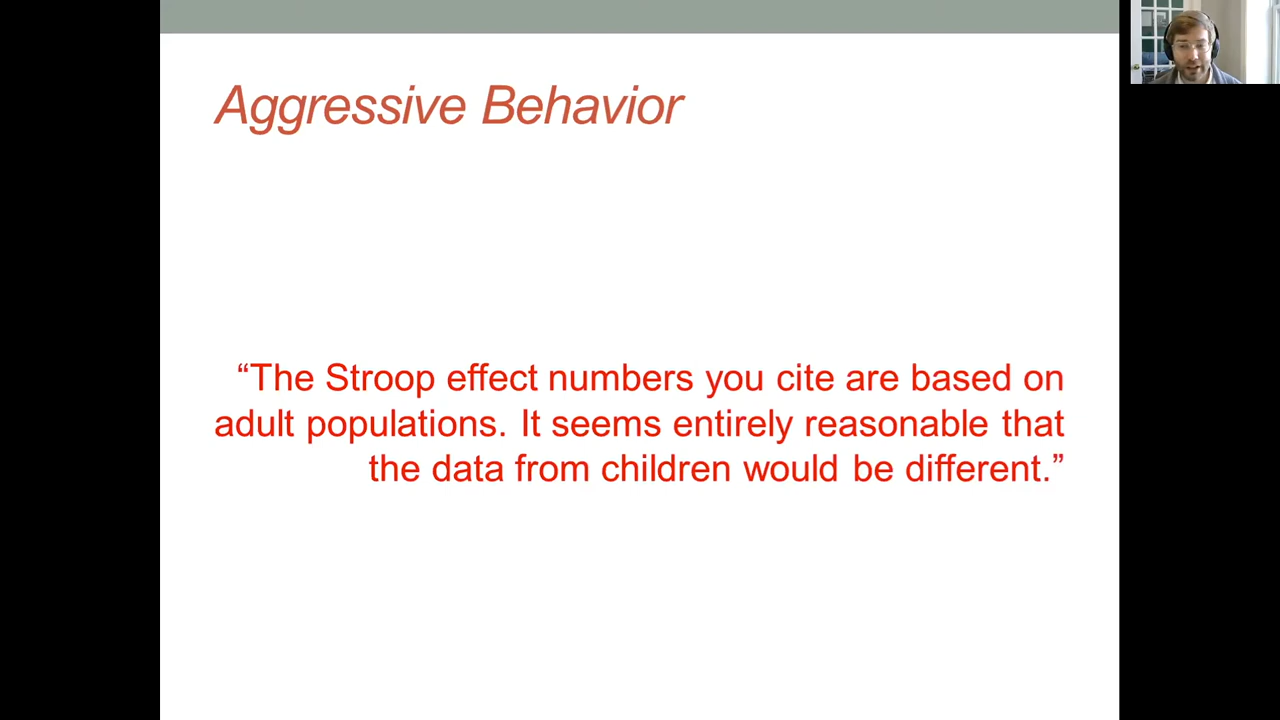 Aggressive Behavior
“The Stroop effect numbers you cite are based on
adult populations. It seems entirely reasonable that
the data from children would be different.”